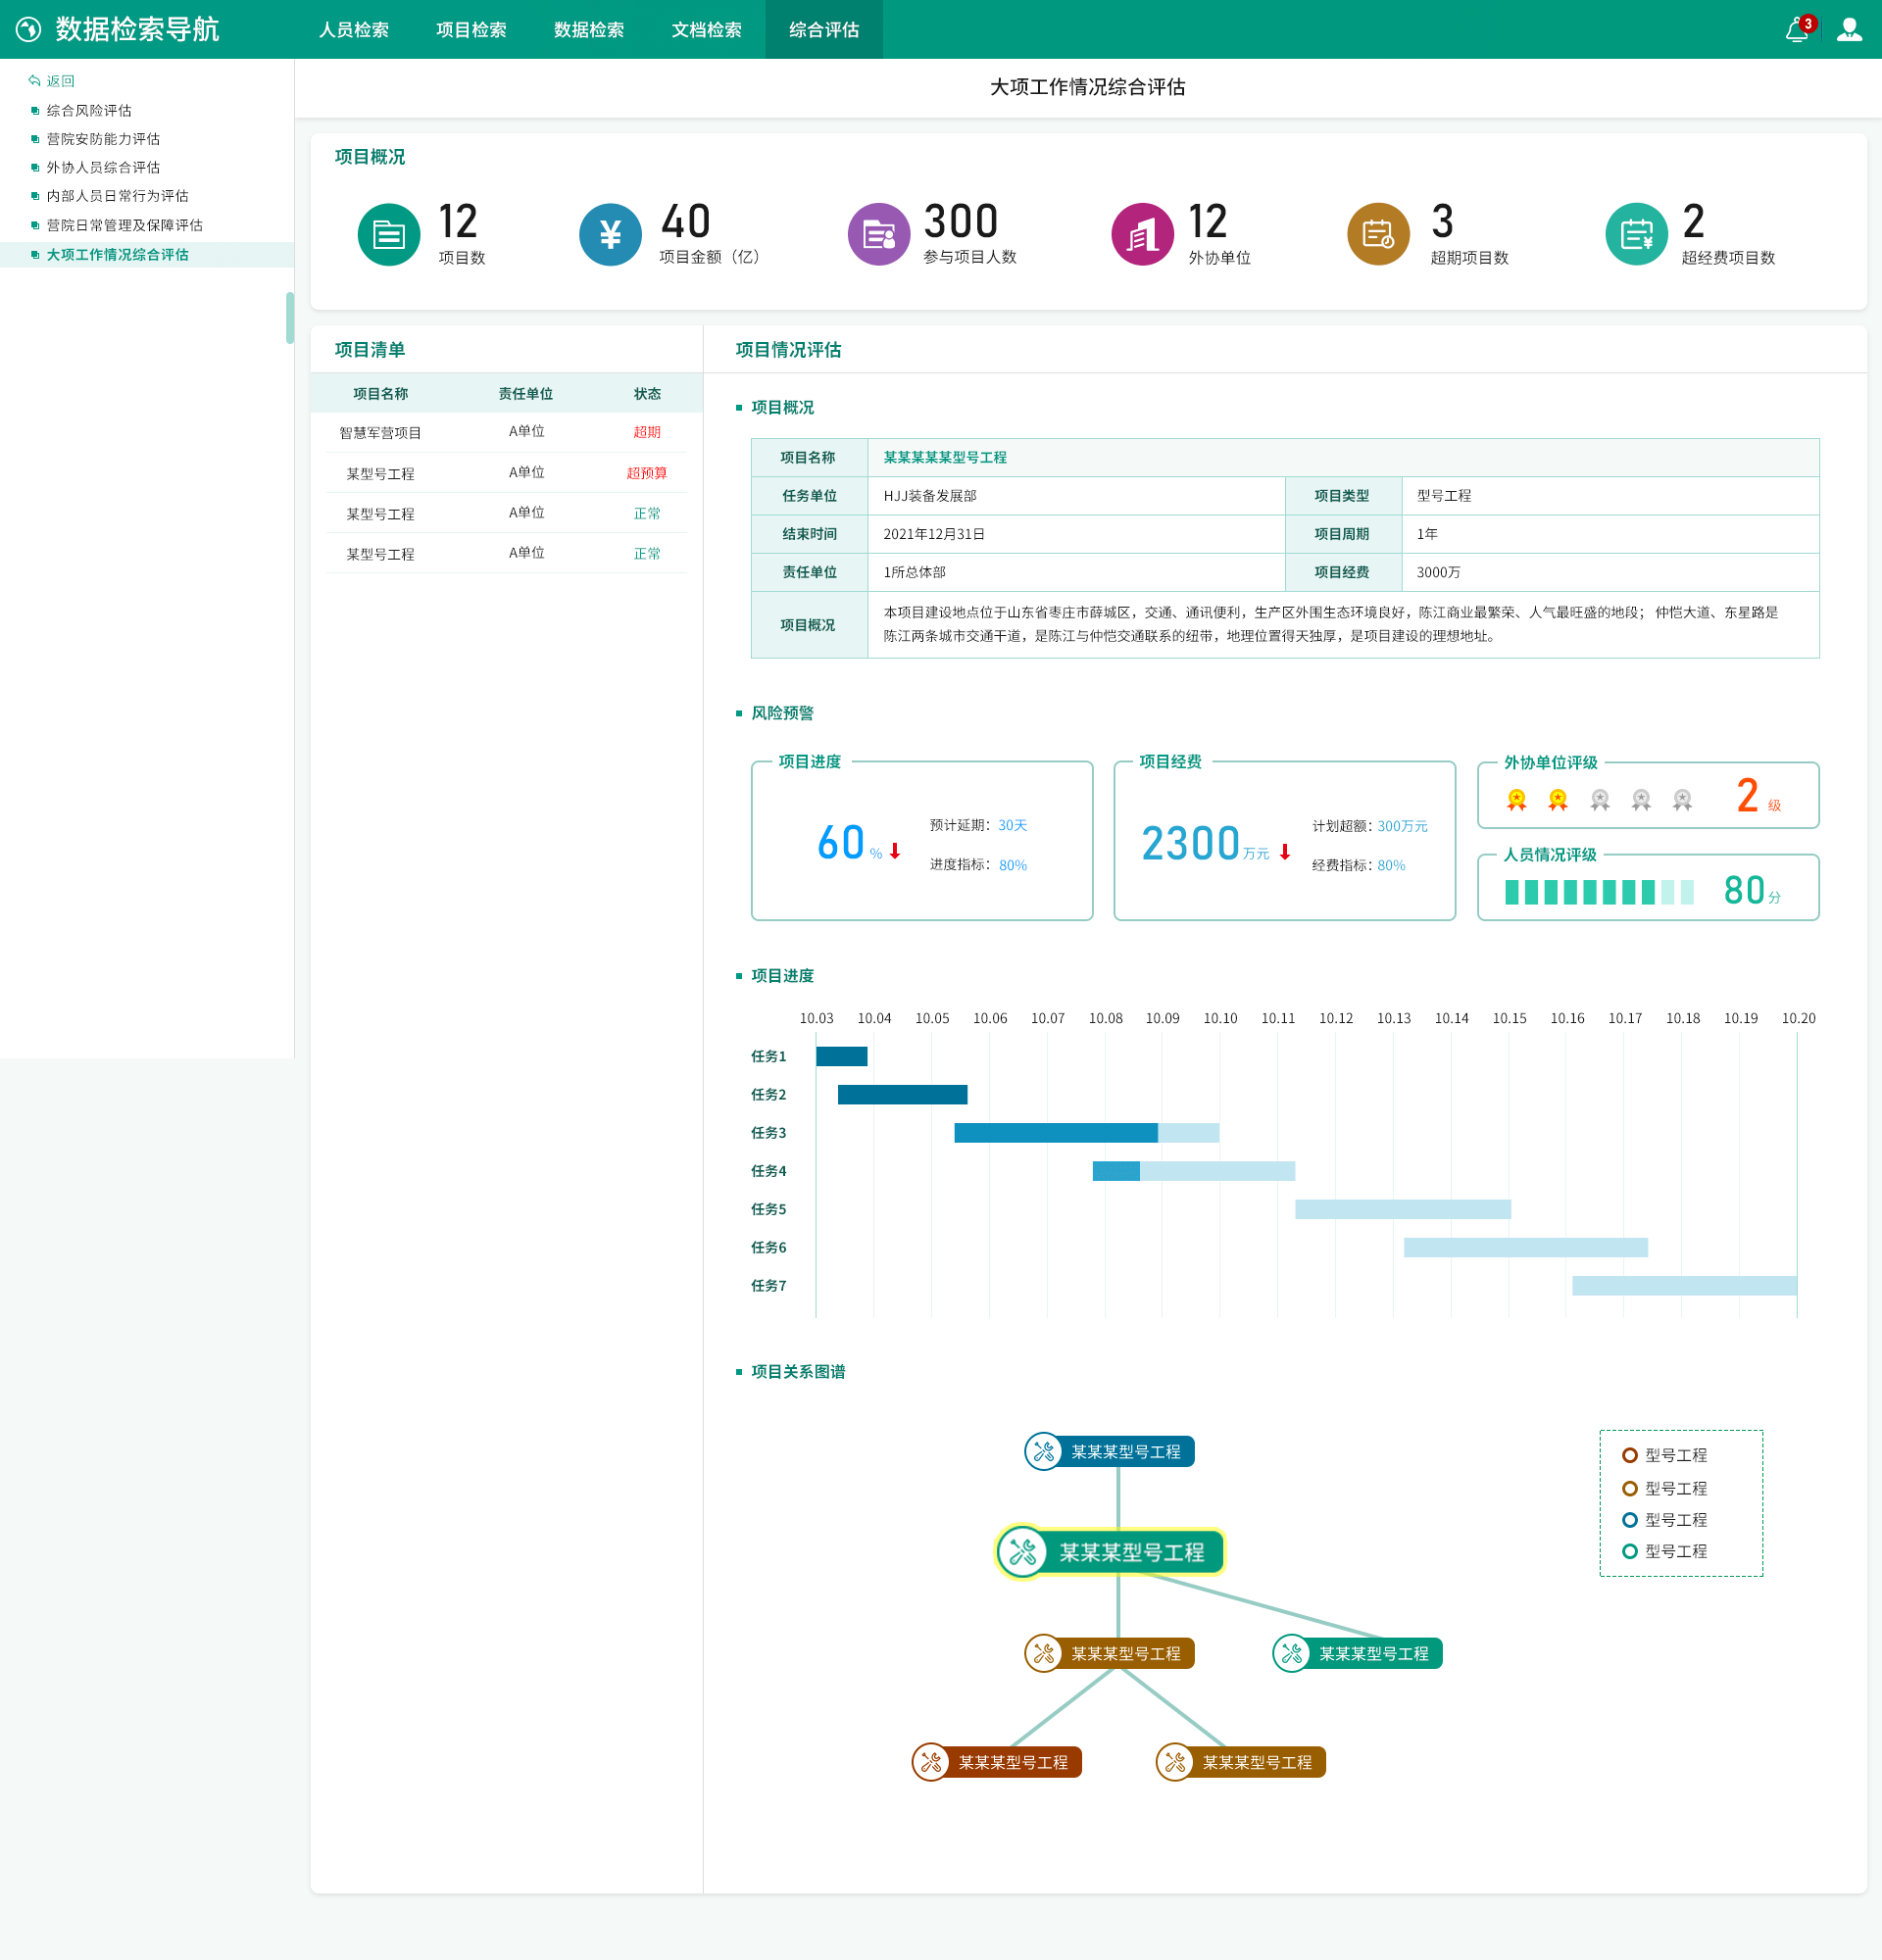 数据检索导航
人员检索
项目检索
数据检索
文档检索
综合评估
3
返回
综合风险评估
营院安防能力评估
外协人员综合评估
内部人员日常行为评估
营院日常管理及保障评估
大项工作情况综合评估
大项工作情况综合评估
项目概况
12
项目数
40
项目金额（亿）
300
参与项目人数
12
外协单位
3
超期项目数
2
超经费项目数
项目清单
项目名称 责任单位 状态
智慧军营项目 A单位 超期
某型号工程 A单位 超预算
某型号工程 A单位 正常
某型号工程 A单位 正常
项目情况评估
项目概况
项目名称 某某某某某型号工程
任务单位 HJJ装备发展部 项目类型 型号工程
结束时间 2021年12月31日 项目周期 1年
责任单位 1所总体部 项目经费 3000万
项目概况
本项目建设地点位于山东省枣庄市薛城区，交通、通讯便利，生产区外围生态环境良好，陈江商业最繁荣、人气最旺盛的地段； 仲恺大道、东星路是
陈江两条城市交通干道，是陈江与仲恺交通联系的纽带，地理位置得天独厚，是项目建设的理想地址。
风险预警
项目进度
60 %
预计延期：30天
进度指标：80%
项目经费
2300 万元
计划超额：300万元
经费指标：80%
外协单位评级
2 级
人员情况评级
80 分
项目进度
10.03 10.04 10.05 10.06 10.07 10.08 10.09 10.10 10.11 10.12 10.13 10.14 10.15 10.16 10.17 10.18 10.19 10.20
任务1
任务2
任务3
任务4
任务5
任务6
任务7
项目关系图谱
某某某型号工程
某某某型号工程
某某某型号工程
某某某型号工程
某某某型号工程
某某某型号工程
型号工程
型号工程
型号工程
型号工程